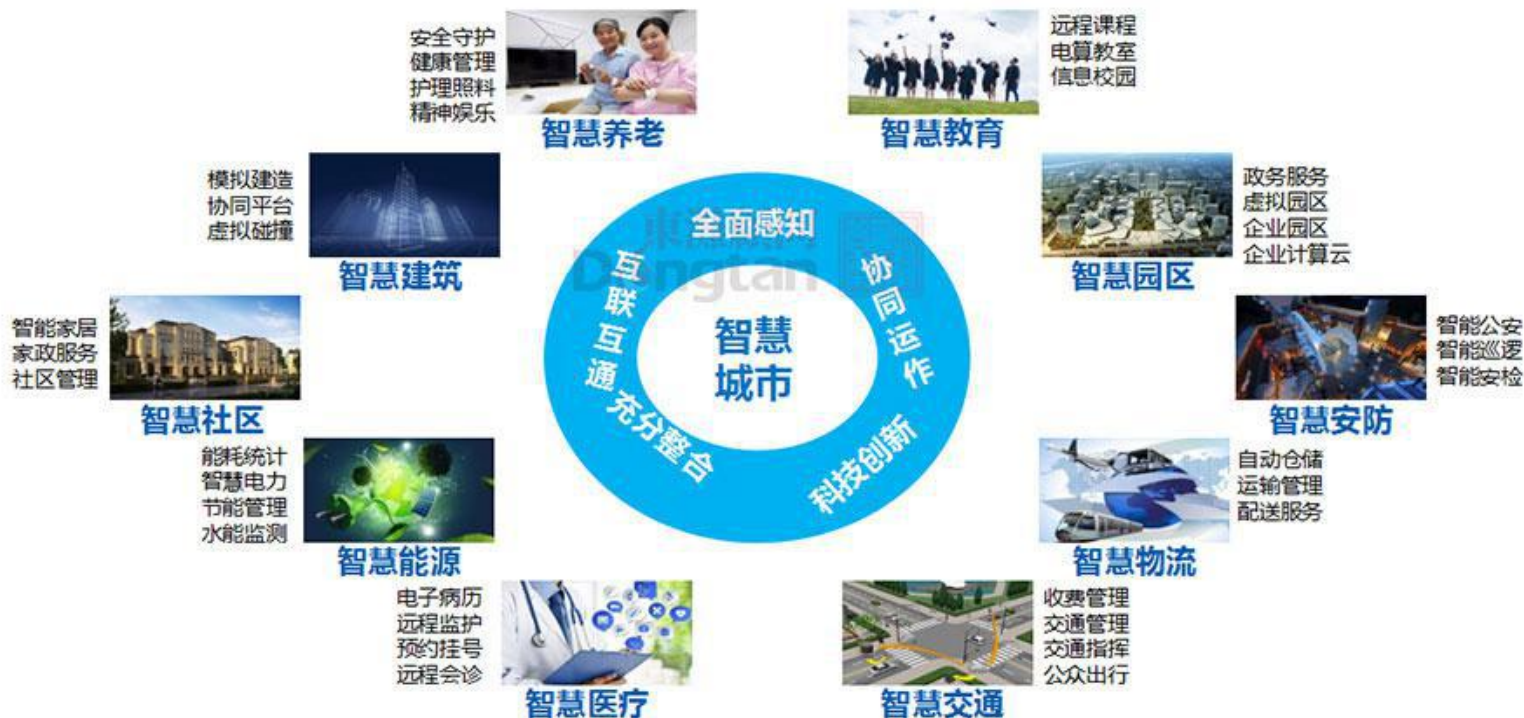 安全守护
健康管理
护理照料
精神娱乐
智慧养老
远程课程
电算教室
信息校园
智慧教育
模拟建造
协同平台
虚拟碰撞
智慧建筑
政务服务
虚拟园区
企业园区
企业计算云
智慧园区
全面感知
互联互通
协同运作
充分整合
科技创新
Dongtan
智慧
城市
智能家居
家政服务
社区管理
智慧社区
智能公安
智能巡逻
智能安检
智慧安防
能耗统计
智慧电力
节能管理
水能监测
智慧能源
自动仓储
运输管理
配送服务
智慧物流
电子病历
远程监护
预约挂号
远程会诊
智慧医疗
收费管理
交通管理
交通指挥
公众出行
智慧交通